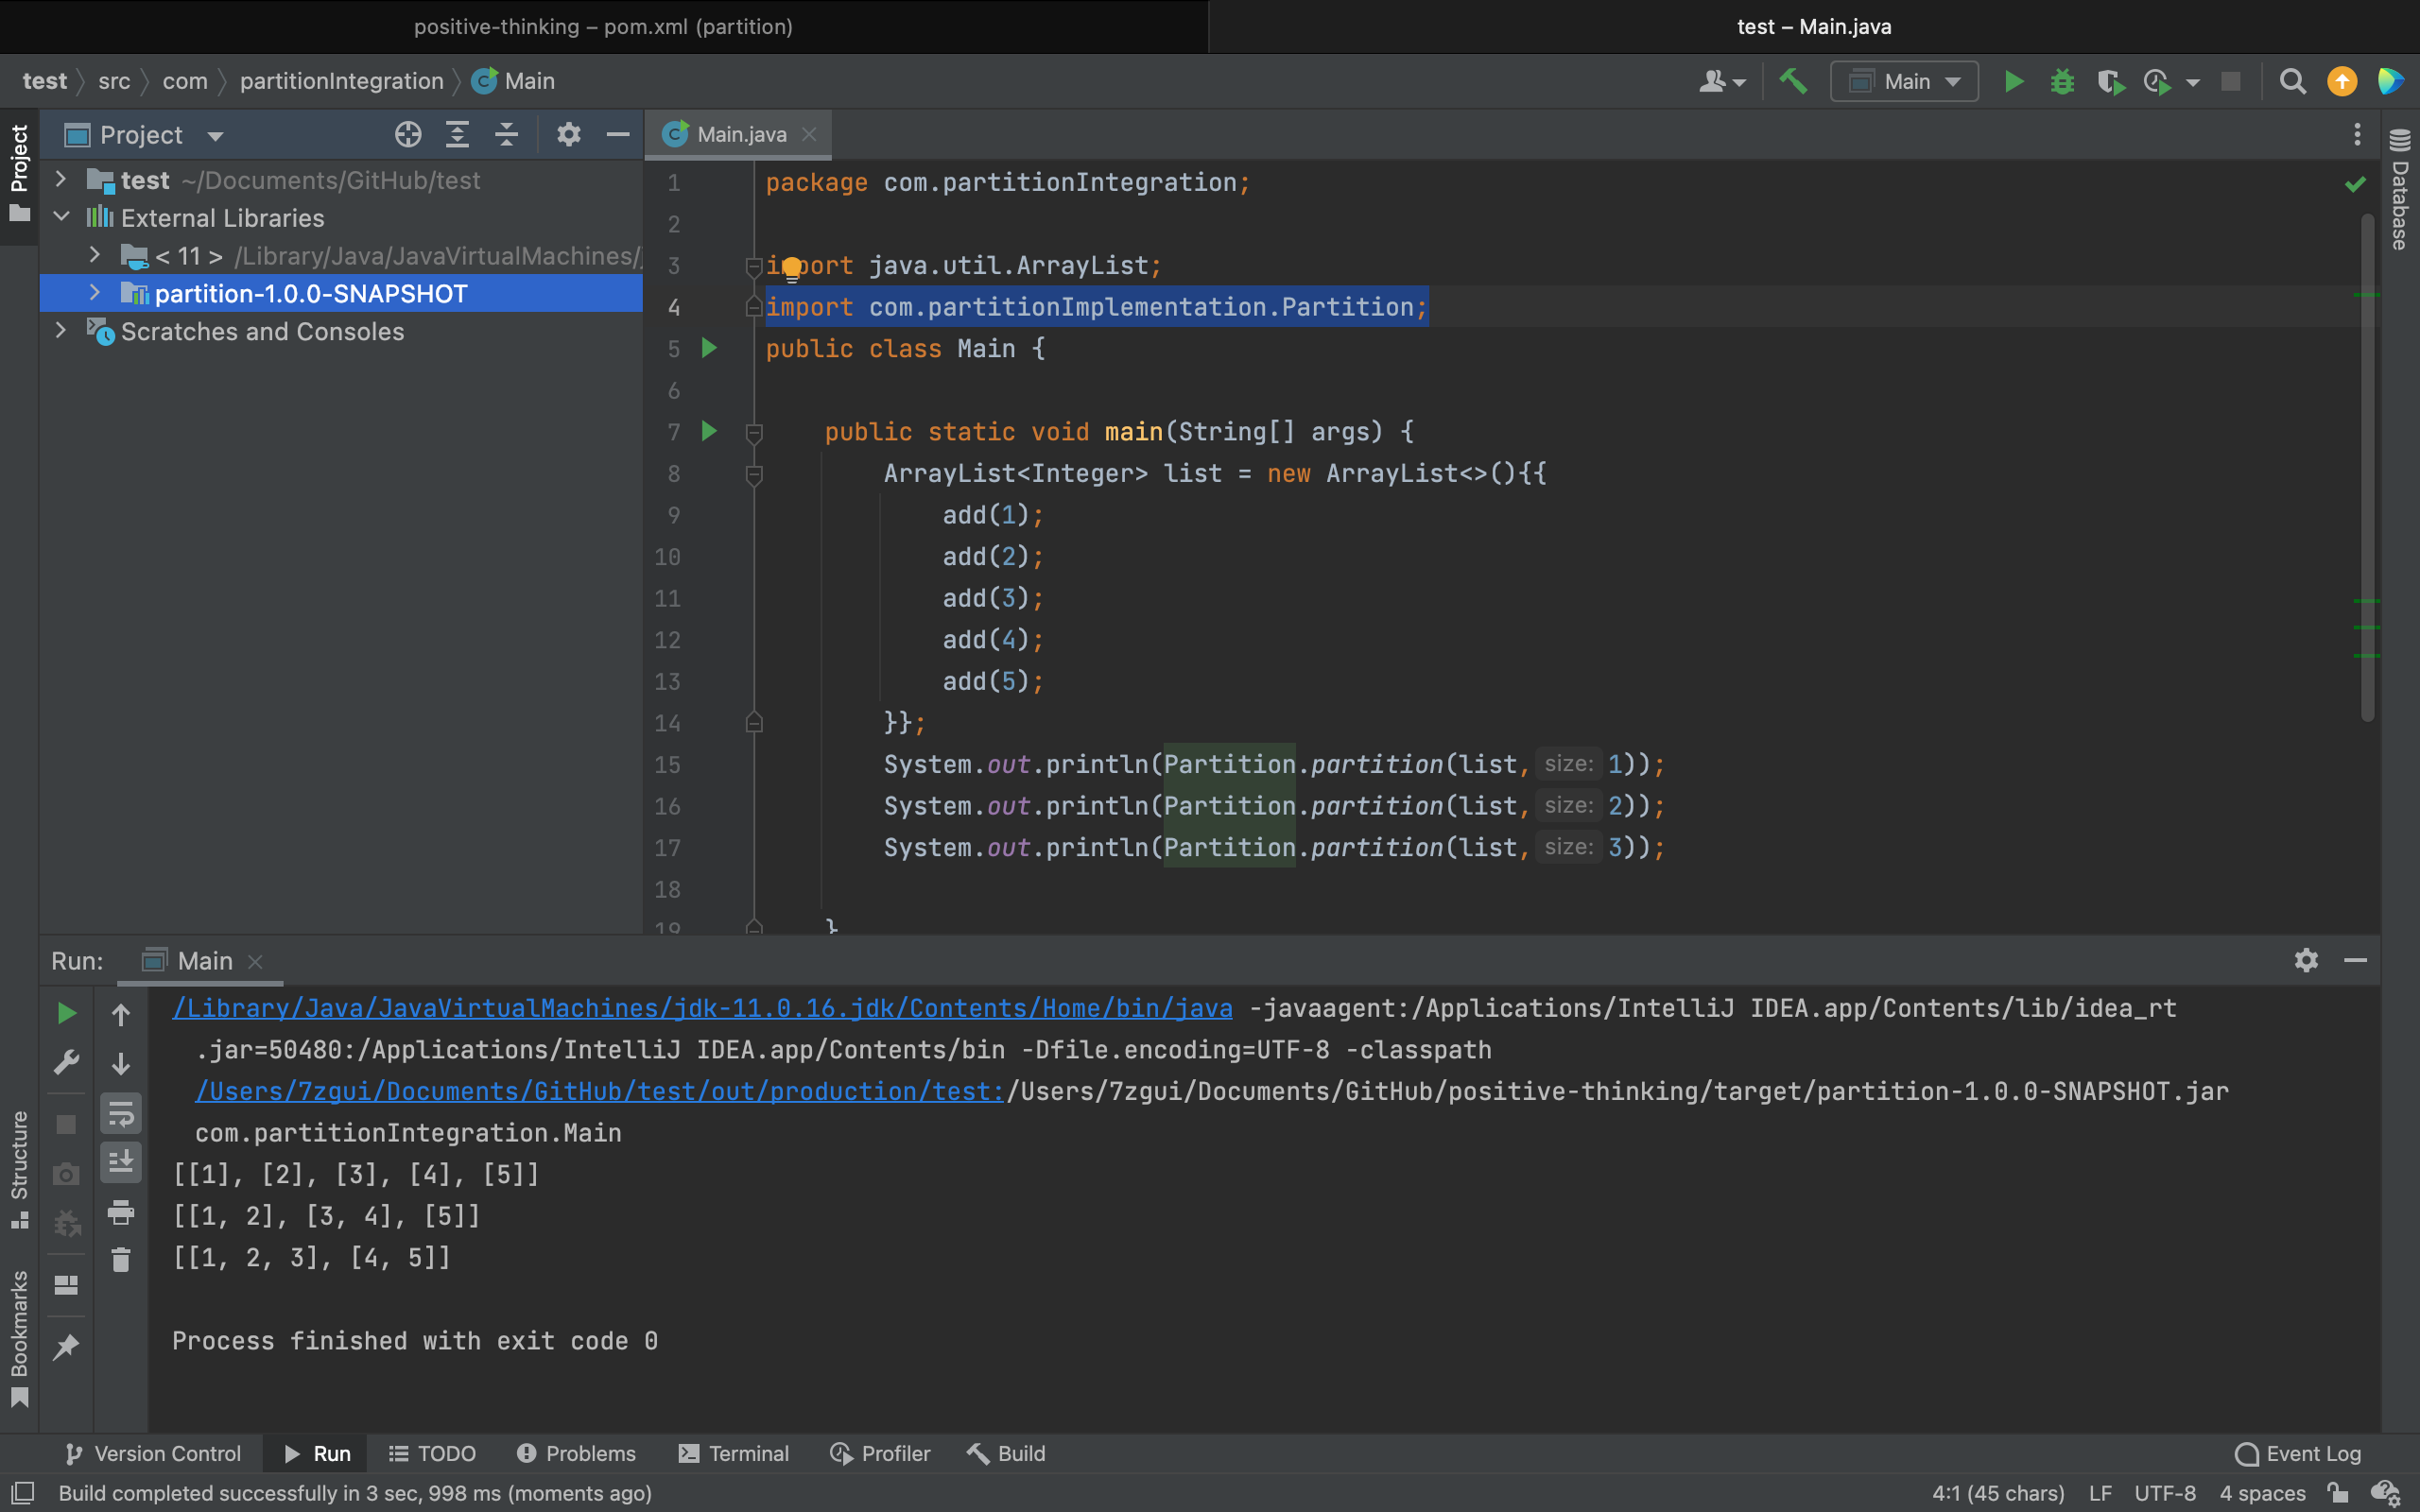 positive-thinking – pom.xml (partition)
test – Main.java
test src com partitionIntegration Main
Main
Project
Project
test ~/Documents/GitHub/test
External Libraries
< 11 > /Library/Java/JavaVirtualMachines/
partition-1.0.0-SNAPSHOT
Scratches and Consoles
Main.java
Database
1 package com.partitionIntegration;
2
3 import java.util.ArrayList;
4 import com.partitionImplementation.Partition;
5 public class Main {
6
7 public static void main(String[] args) {
8 ArrayList<Integer> list = new ArrayList<>(){{
9 add(1);
10 add(2);
11 add(3);
12 add(4);
13 add(5);
14 }};
15 System.out.println(Partition.partition(list, size: 1));
16 System.out.println(Partition.partition(list, size: 2));
17 System.out.println(Partition.partition(list, size: 3));
18
19 }
Run: Main
/Library/Java/JavaVirtualMachines/jdk-11.0.16.jdk/Contents/Home/bin/java -javaagent:/Applications/IntelliJ IDEA.app/Contents/lib/idea_rt
.jar=50480:/Applications/IntelliJ IDEA.app/Contents/bin -Dfile.encoding=UTF-8 -classpath
/Users/7zgui/Documents/GitHub/test/out/production/test:/Users/7zgui/Documents/GitHub/positive-thinking/target/partition-1.0.0-SNAPSHOT.jar
com.partitionIntegration.Main
[[1], [2], [3], [4], [5]]
[[1, 2], [3, 4], [5]]
[[1, 2, 3], [4, 5]]
Process finished with exit code 0
Structure
Bookmarks
Version Control Run TODO Problems Terminal Profiler Build Event Log
Build completed successfully in 3 sec, 998 ms (moments ago) 4:1 (45 chars) LF UTF-8 4 spaces